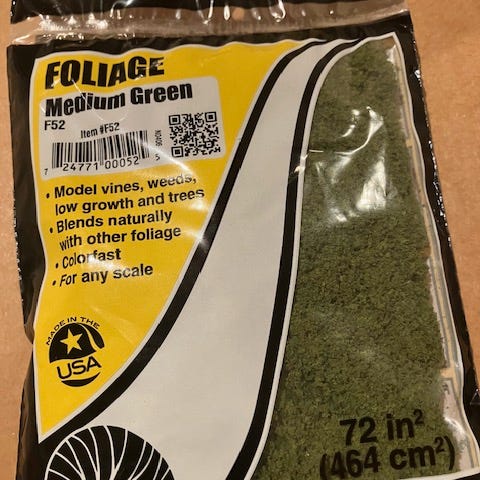 FOLIAGE
Medium Green
F52
Item #F52
N0406
7 24771 00052 5
• Model vines, weeds,
low growth and trees
• Blends naturally
with other foliage
• Colorfast
• For any scale
MADE IN THE
USA
72 in²
(464 cm²)